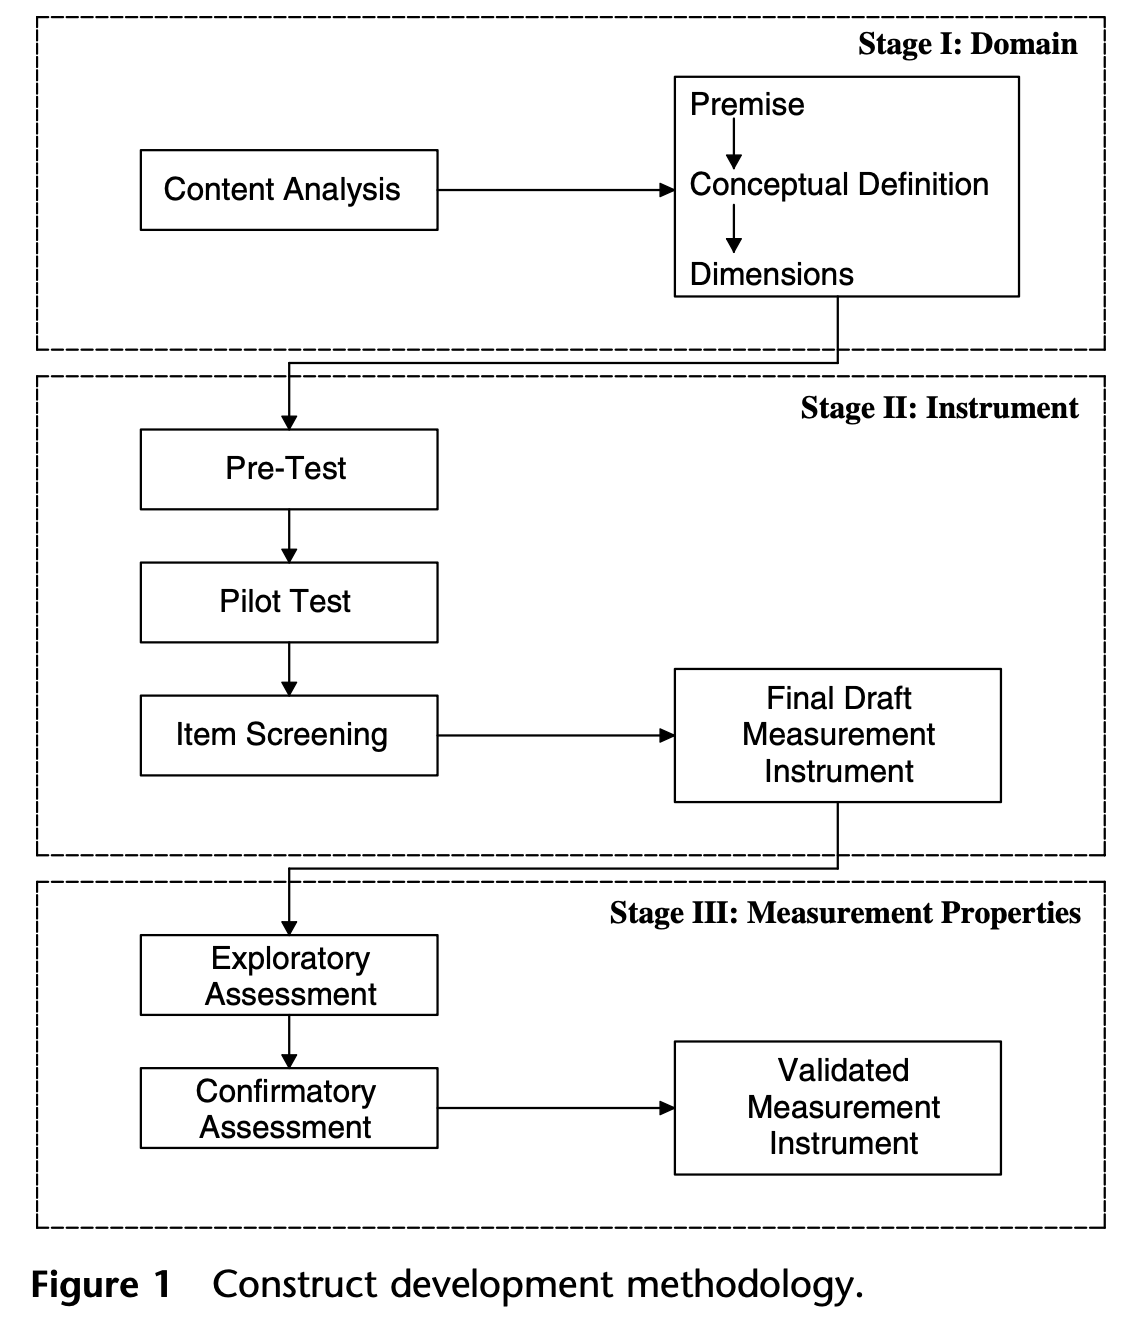 Stage I: Domain
Premise
Content Analysis
Conceptual Definition
Dimensions
Stage II: Instrument
Pre-Test
Pilot Test
Item Screening
Final Draft
Measurement
Instrument
Stage III: Measurement Properties
Exploratory
Assessment
Confirmatory
Assessment
Validated
Measurement
Instrument
Figure 1 Construct development methodology.